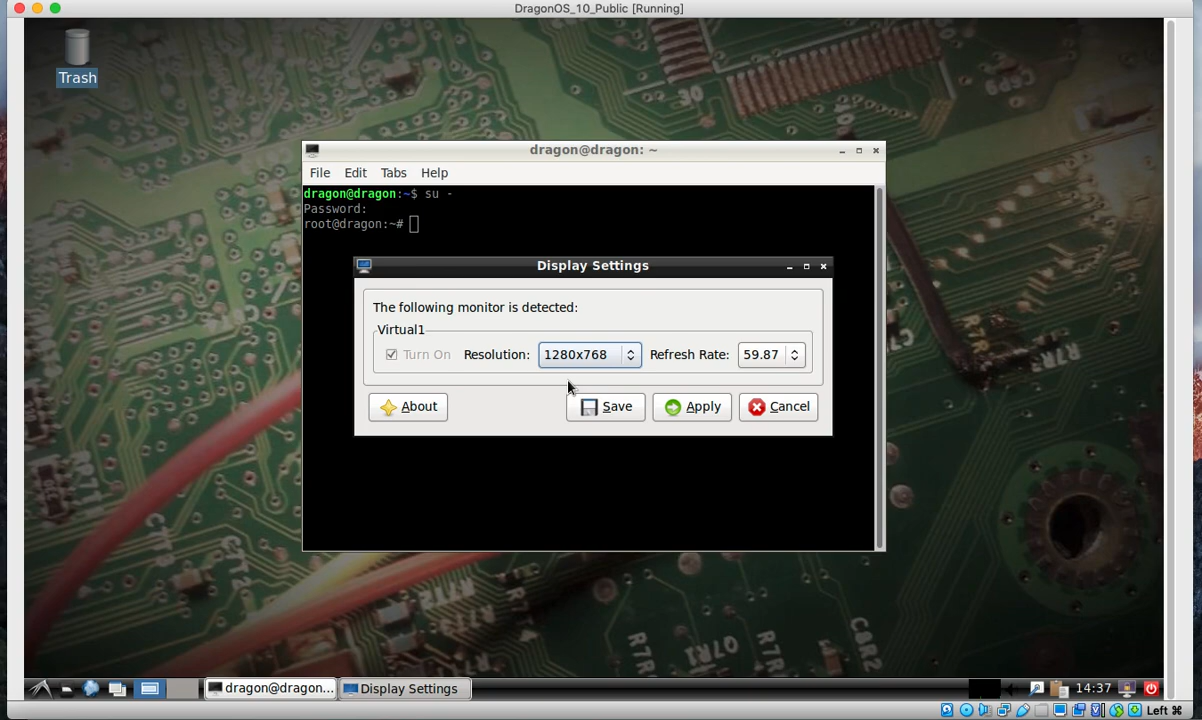 DragonOS_10_Public [Running]
Trash
dragon@dragon: ~
File Edit Tabs Help
dragon@dragon:~$ su -
Password:
root@dragon:~#
Display Settings
The following monitor is detected:
Virtual1
Turn On Resolution: 1280x768 Refresh Rate: 59.87
About Save Apply Cancel
dragon@dragon... Display Settings 14:37
Left ⌘